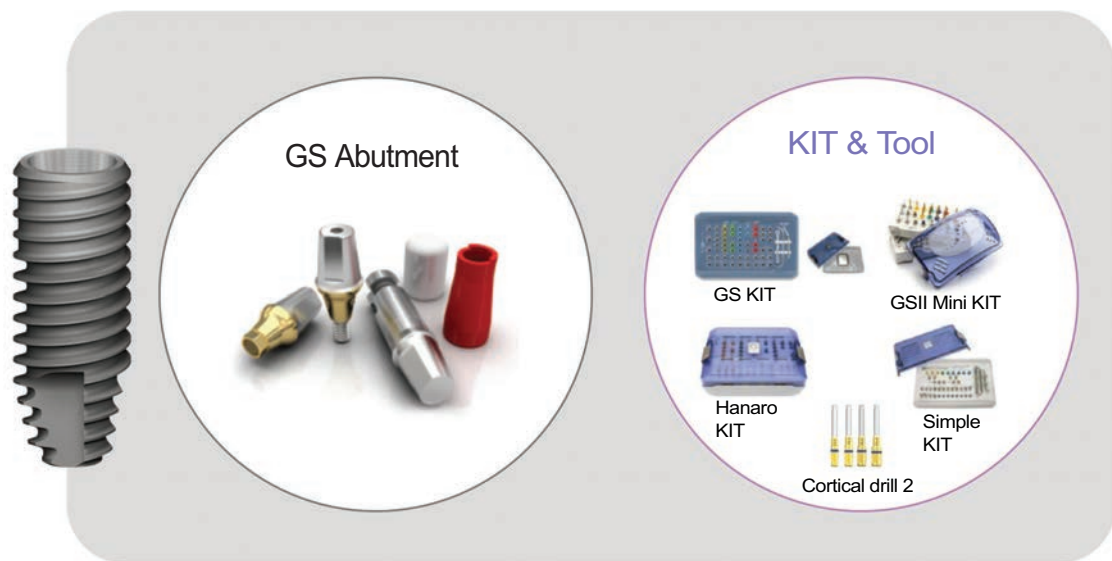 GS Abutment
KIT & Tool
GS KIT
GSII Mini KIT
Hanaro
KIT
Simple
KIT
Cortical drill 2